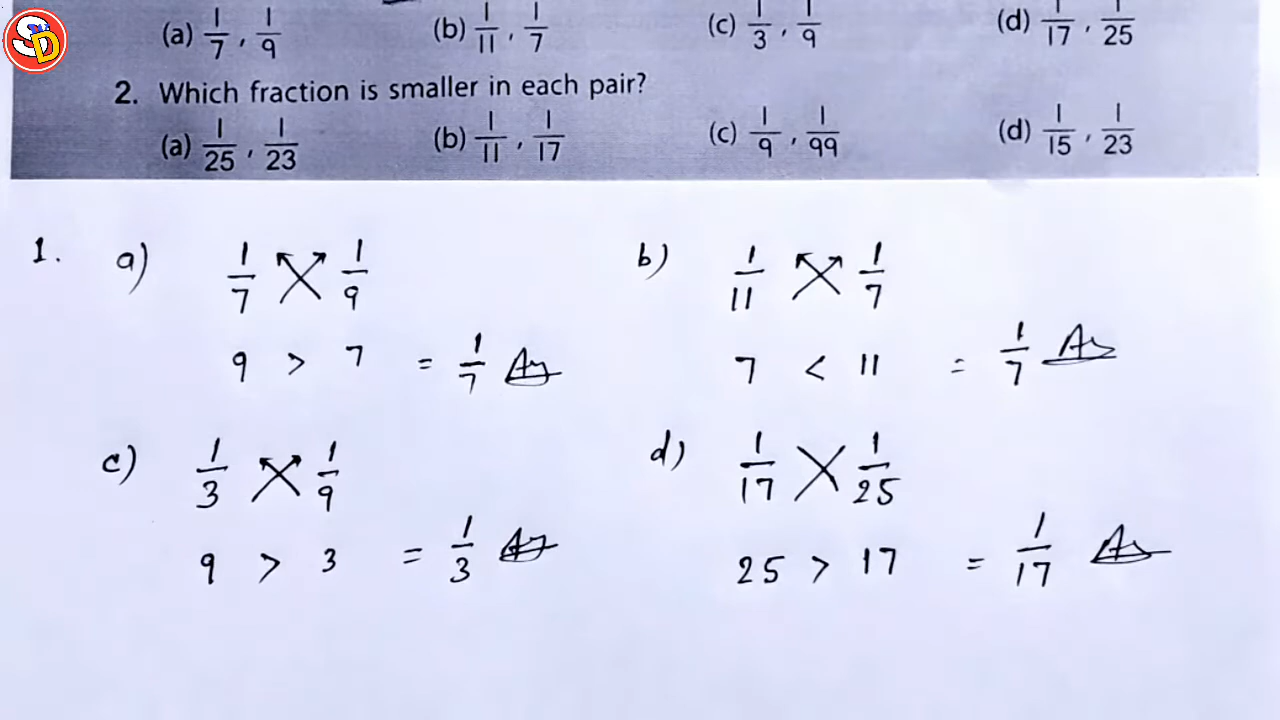 SD
(a) 1/7 , 1/9 (b) 1/11 , 1/7 (c) 1/3 , 1/9 (d) 1/17 , 1/25
2. Which fraction is smaller in each pair?
(a) 1/25 , 1/23 (b) 1/11 , 1/17 (c) 1/9 , 1/99 (d) 1/15 , 1/23
1. a) 1/7 1/9 b) 1/11 1/7
9 > 7 = 1/7 Ans 7 < 11 = 1/7 Ans
c) 1/3 1/9 d) 1/17 1/25
9 > 3 = 1/3 Ans 25 > 17 = 1/17 Ans